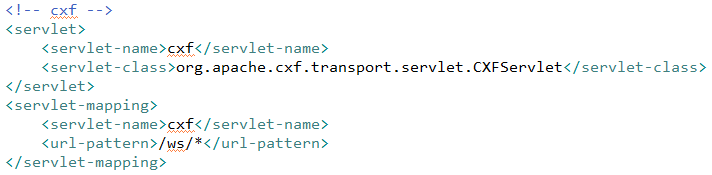 <!-- cxf -->
<servlet>
    <servlet-name>cxf</servlet-name>
    <servlet-class>org.apache.cxf.transport.servlet.CXFServlet</servlet-class>
</servlet>
<servlet-mapping>
    <servlet-name>cxf</servlet-name>
    <url-pattern>/ws/*</url-pattern>
</servlet-mapping>